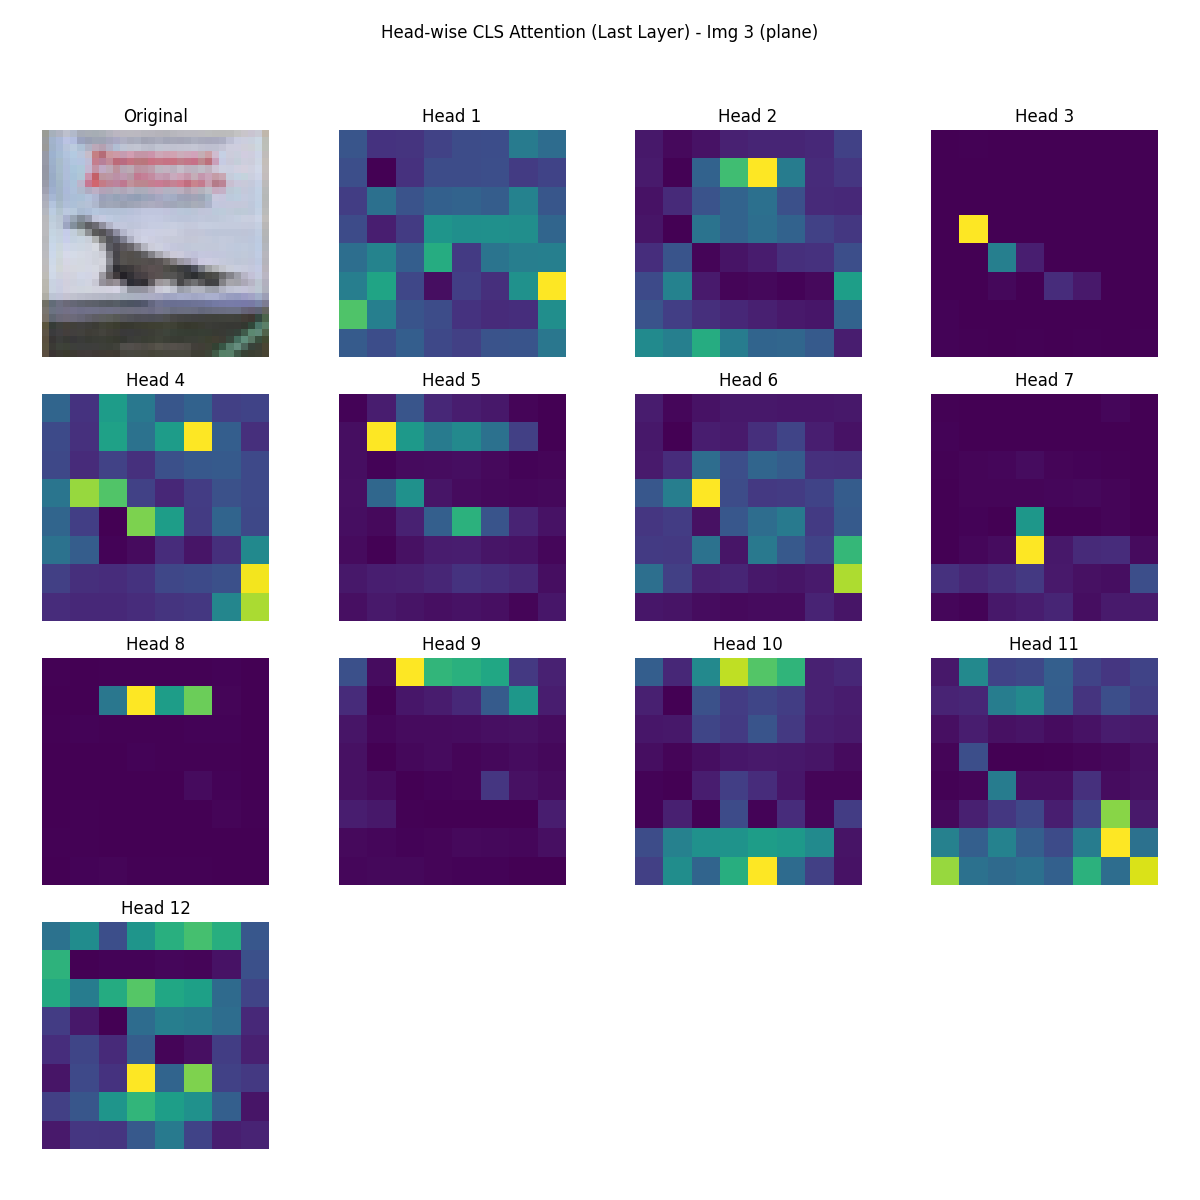 Head-wise CLS Attention (Last Layer) - Img 3 (plane)
Original
Head 1
Head 2
Head 3
Head 4
Head 5
Head 6
Head 7
Head 8
Head 9
Head 10
Head 11
Head 12